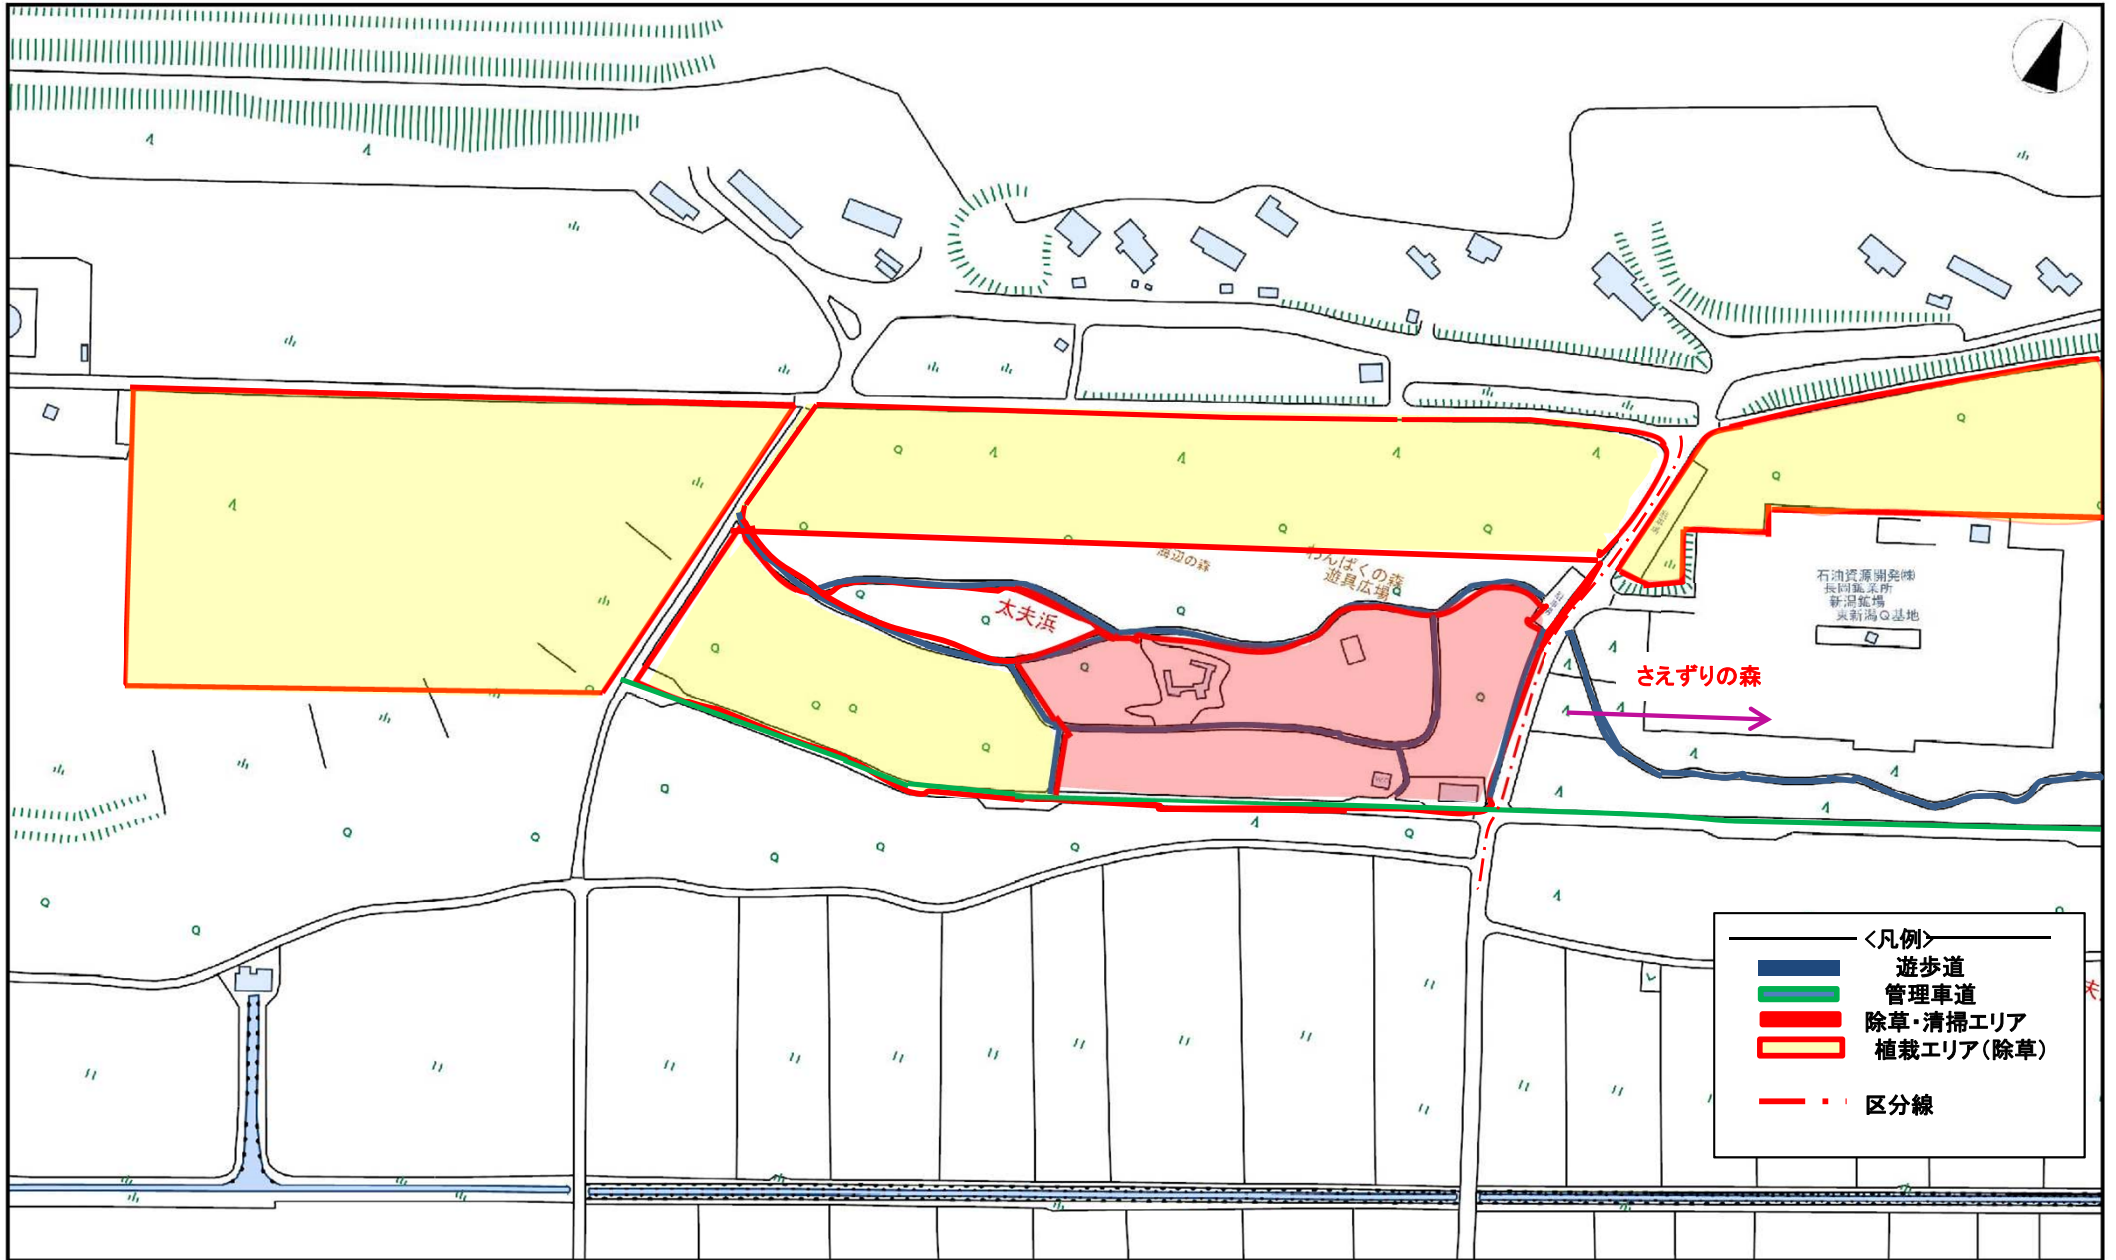 海辺の森
わんぱくの森
遊具広場
太夫浜
石油資源開発㈱
長岡鉱業所
新潟鉱場
東新潟Q基地
さえずりの森
<凡例>
遊歩道
管理車道
除草・清掃エリア
植栽エリア(除草)
区分線